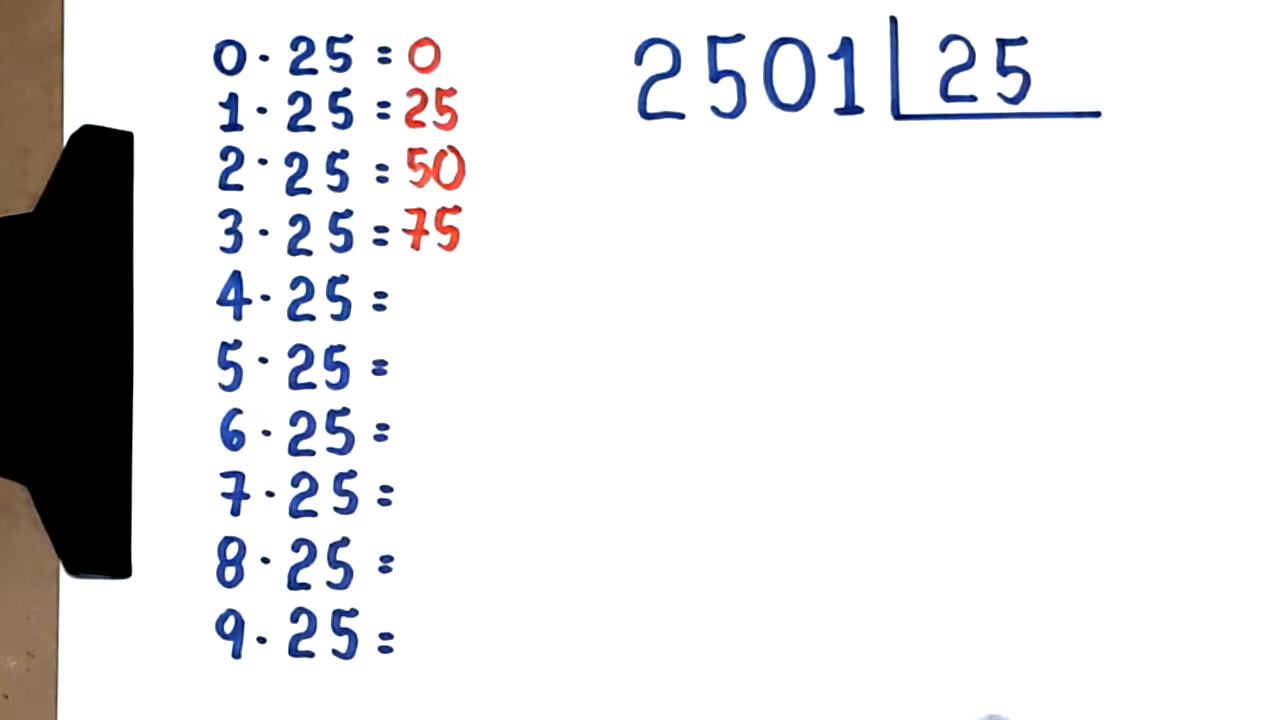 0 · 25 = 0
1 · 25 = 25
2 · 25 = 50
3 · 25 = 75
4 · 25 =
5 · 25 =
6 · 25 =
7 · 25 =
8 · 25 =
9 · 25 =
2501 25